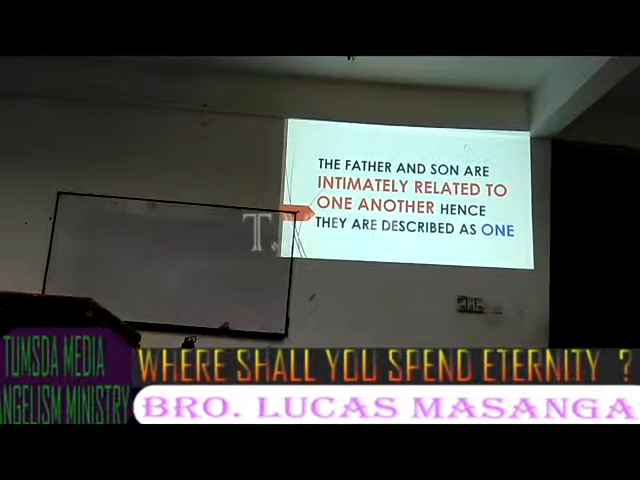 THE FATHER AND SON ARE
INTIMATELY RELATED TO
ONE ANOTHER HENCE
THEY ARE DESCRIBED AS ONE
T.
TUMSDA MEDIA
ANGELISM MINISTRY
WHERE SHALL YOU SPEND ETERNITY ?
BRO. LUCAS MASANGA